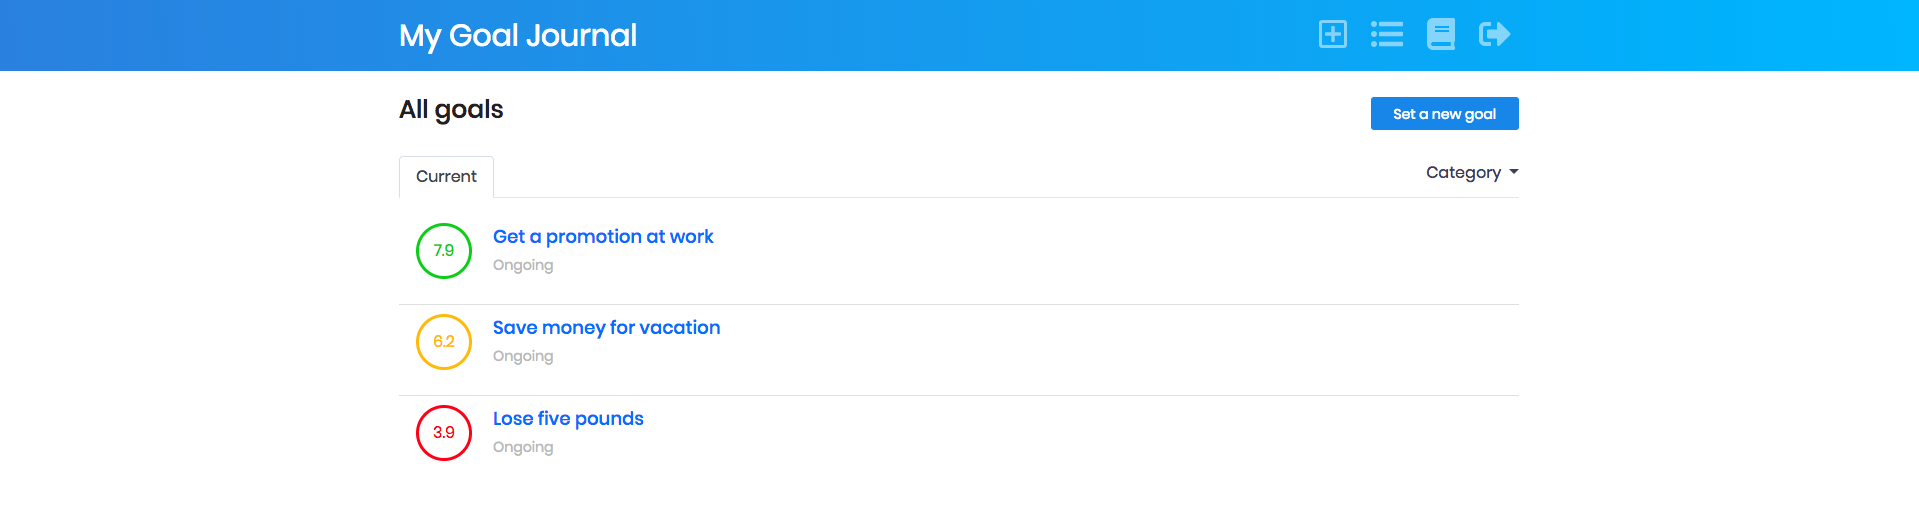 My Goal Journal
All goals
Set a new goal
Current
Category
7.9
Get a promotion at work
Ongoing
6.2
Save money for vacation
Ongoing
3.9
Lose five pounds
Ongoing